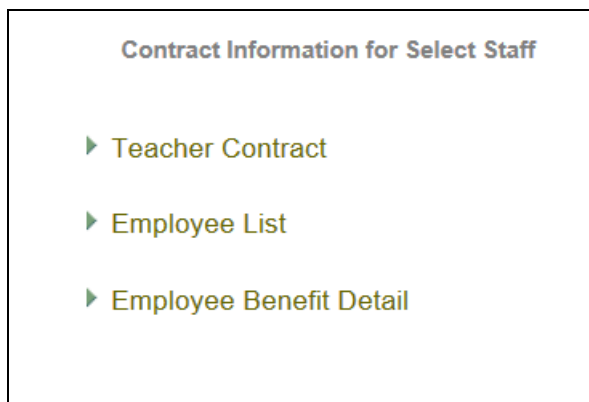 Contract Information for Select Staff
Teacher Contract
Employee List
Employee Benefit Detail